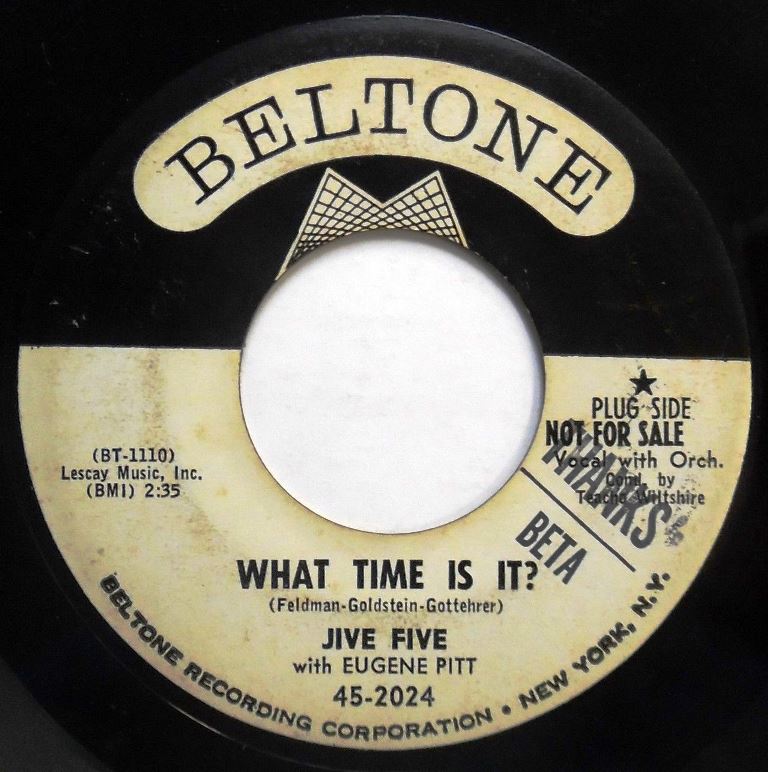 BELTONE
(BT-1110)
Lescay Music, Inc.
(BMI) 2:35
PLUG SIDE
NOT FOR SALE
Vocal with Orch.
Cond. by
Teacho Wiltshire
THANKS
BETA
WHAT TIME IS IT?
(Feldman-Goldstein-Gottehrer)
JIVE FIVE
with EUGENE PITT
45-2024
BELTONE RECORDING CORPORATION • NEW YORK, N.Y.